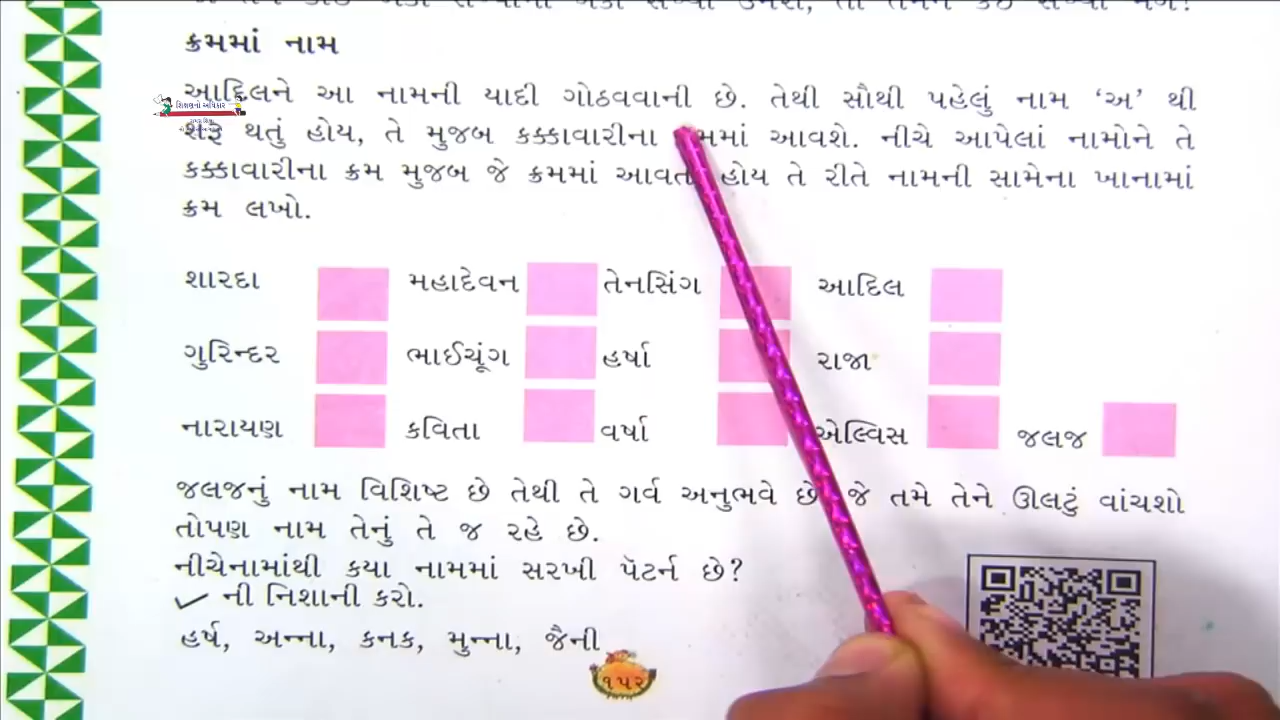 ક્રમમાં નામ
આદિલને આ નામની યાદી ગોઠવવાની છે. તેથી સૌથી પહેલું નામ ‘અ’ થી
શરૂ થતું હોય, તે મુજબ કક્કાવારીના ક્રમમાં આવશે. નીચે આપેલાં નામોને તે
કક્કાવારીના ક્રમ મુજબ જે ક્રમમાં આવતાં હોય તે રીતે નામની સામેના ખાનામાં
ક્રમ લખો.
શારદા મહાદેવન તેનસિંગ આદિલ
ગુરિન્દર ભાઈચૂંગ હર્ષા રાજા
નારાયણ કવિતા વર્ષા એલ્વિસ જલજ
જલજનું નામ વિશિષ્ટ છે તેથી તે ગર્વ અનુભવે છે જે તમે તેને ઊલટું વાંચશો
તોપણ નામ તેનું તે જ રહે છે.
નીચેનામાંથી કયા નામમાં સરખી પૅટર્ન છે?
✓ ની નિશાની કરો.
હર્ષ, અન્ના, કનક, મુન્ના, જૈની
૧૫૨